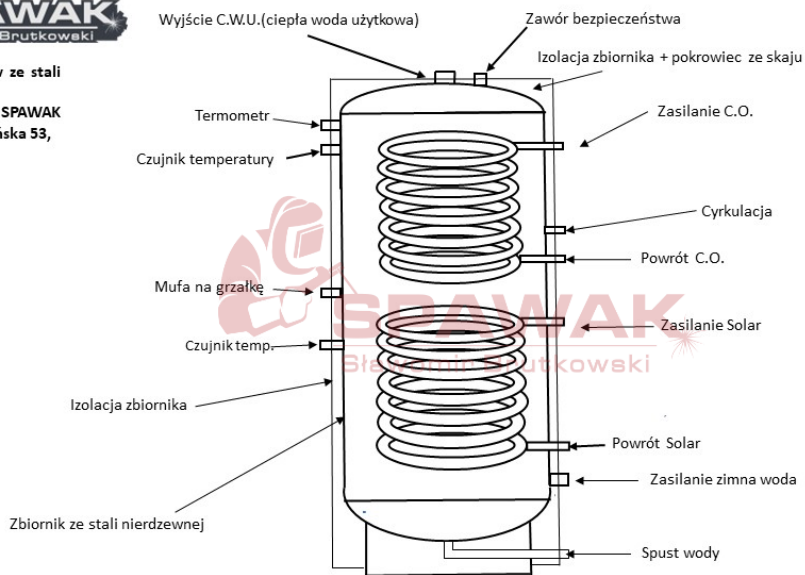 Brutkowski
ze stali
SPAWAK
ska 53,
Wyjście C.W.U.(ciepła woda użytkowa)
Zawór bezpieczeństwa
Izolacja zbiornika + pokrowiec ze skaju
Termometr
Zasilanie C.O.
Czujnik temperatury
Cyrkulacja
Powrót C.O.
Mufa na grzałkę
SPAWAK
Zasilanie Solar
Czujnik temp.
Sławomir Brutkowski
Izolacja zbiornika
Powrót Solar
Zasilanie zimna woda
Zbiornik ze stali nierdzewnej
Spust wody